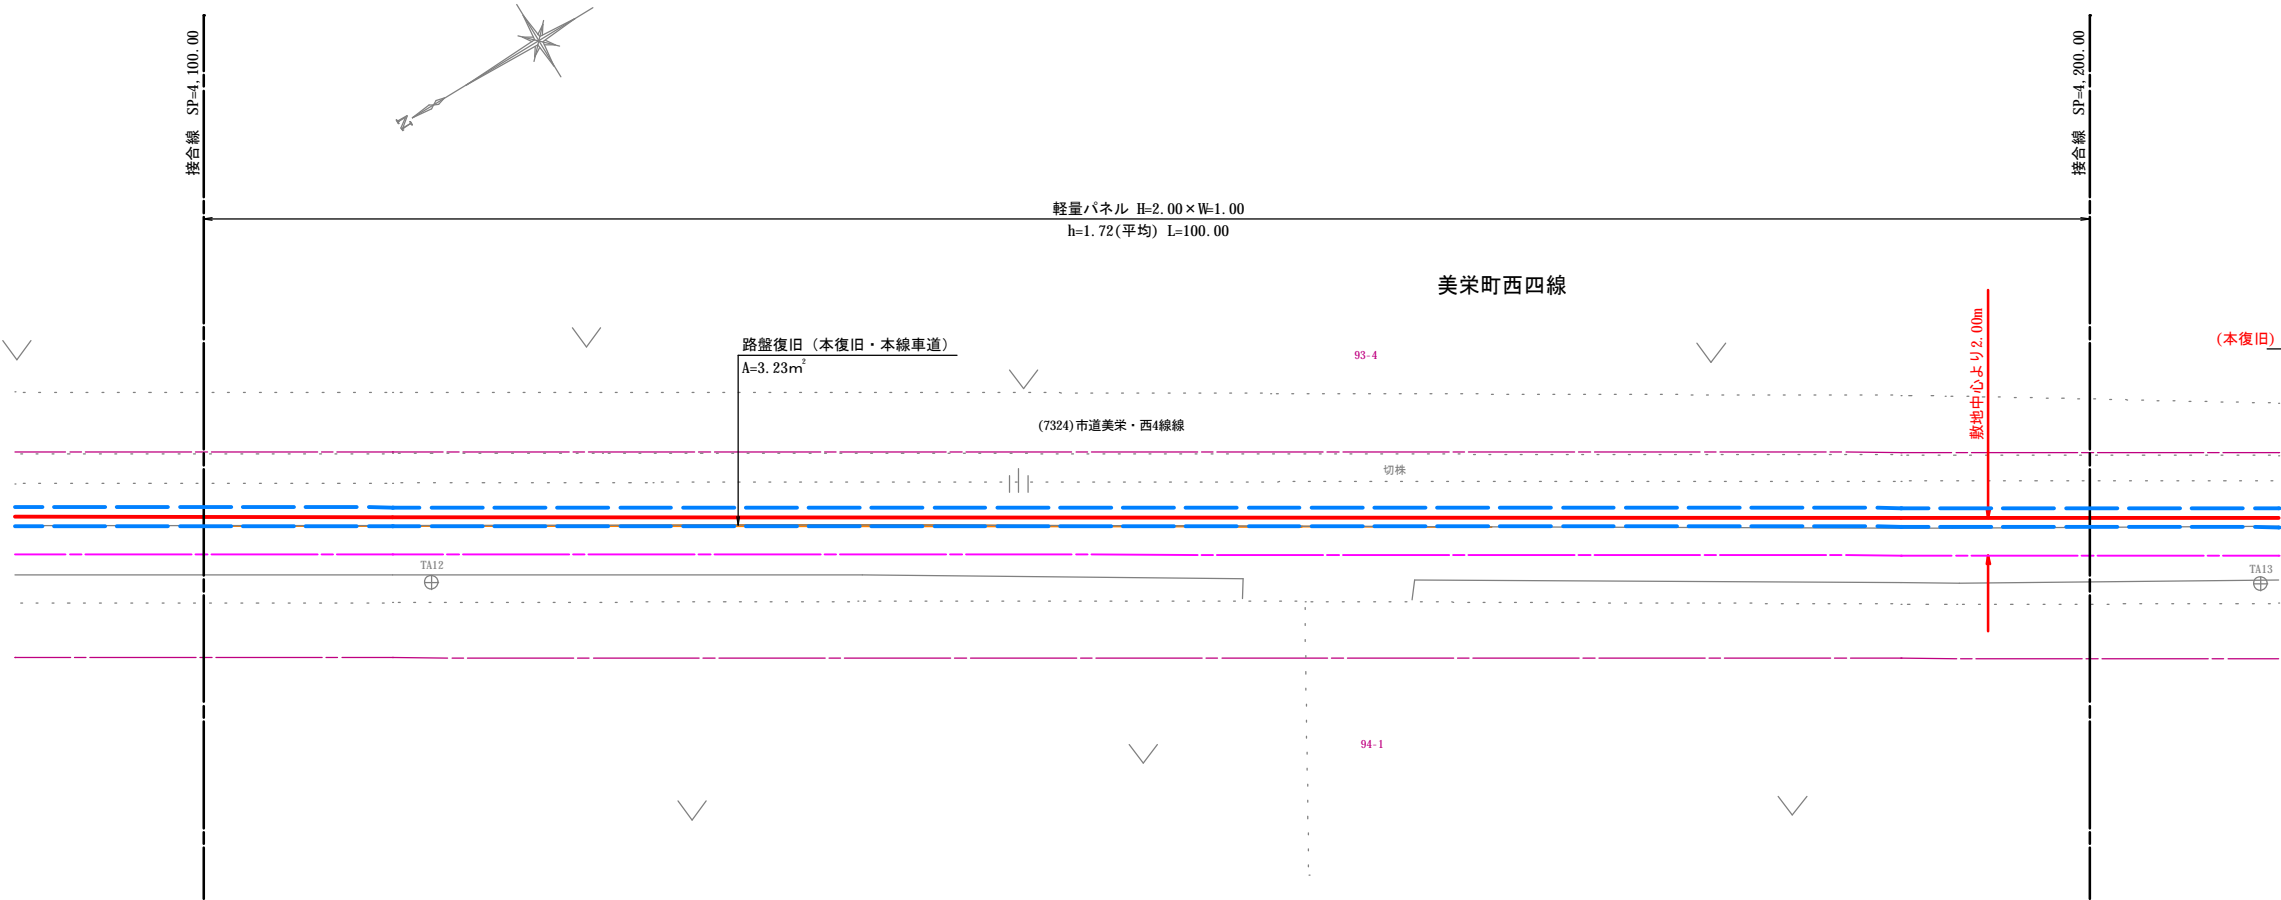 接合線 SP=4,100.00
N
軽量パネル H=2.00×W=1.00
h=1.72(平均) L=100.00
接合線 SP=4,200.00
美栄町西四線
路盤復旧（本復旧・本線車道）
A=3.23m²
93-4
敷地中心より2.00m
(本復旧)
(7324)市道美栄・西4線線
切株
TA12
TA13
94-1